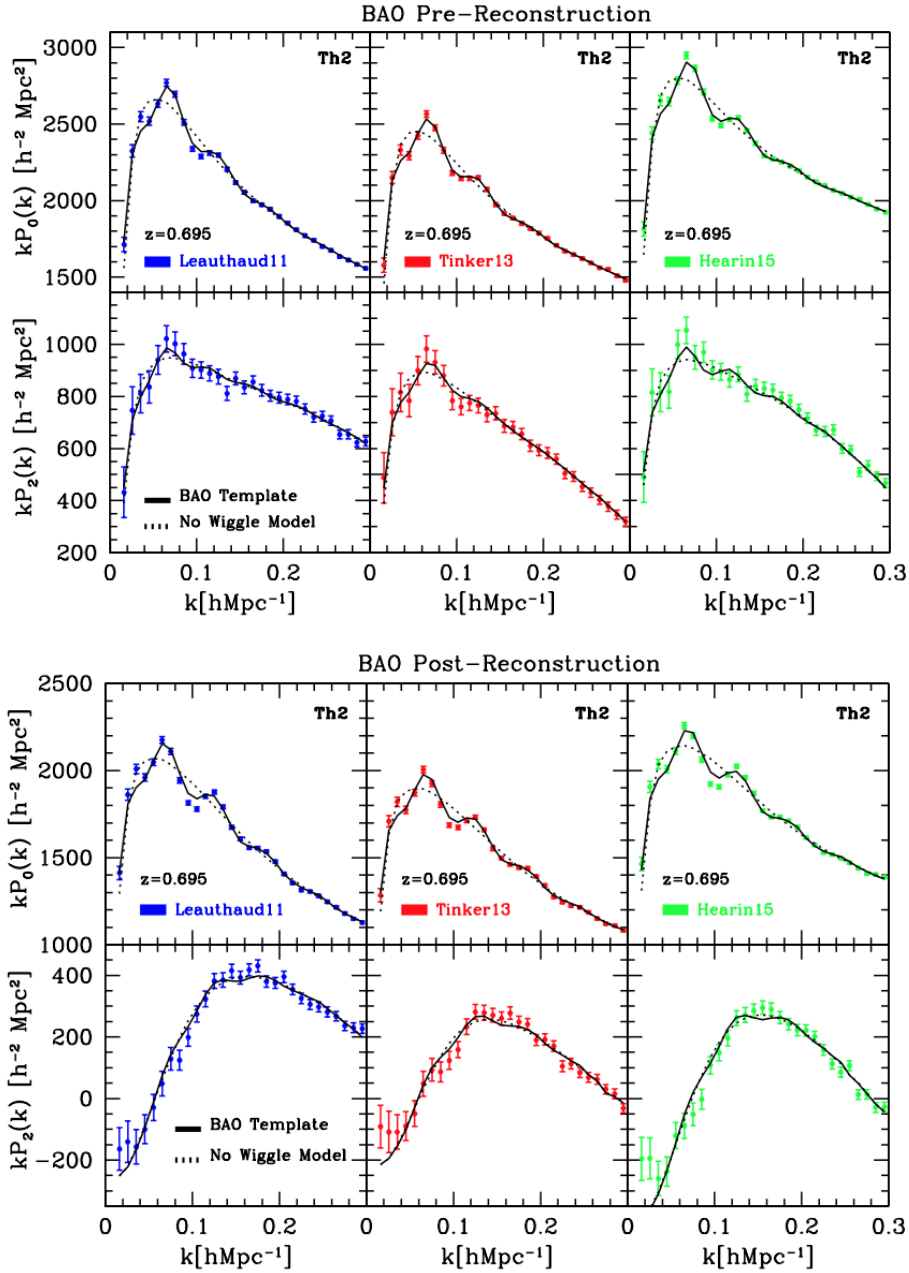 BAO Pre-Reconstruction
3000
2500
2000
1500
kP₀(k) [h⁻² Mpc²]
Th2
z=0.695
Leauthaud11
Th2
z=0.695
Tinker13
Th2
z=0.695
Hearin15
1000
800
600
400
200
kP₂(k) [h⁻² Mpc²]
BAO Template
No Wiggle Model
0 0.1 0.2 0 0.1 0.2 0 0.1 0.2 0.3
k[hMpc⁻¹] k[hMpc⁻¹] k[hMpc⁻¹]
BAO Post-Reconstruction
2500
2000
1500
1000
kP₀(k) [h⁻² Mpc²]
Th2
z=0.695
Leauthaud11
Th2
z=0.695
Tinker13
Th2
z=0.695
Hearin15
400
200
0
-200
kP₂(k) [h⁻² Mpc²]
BAO Template
No Wiggle Model
0 0.1 0.2 0 0.1 0.2 0 0.1 0.2 0.3
k[hMpc⁻¹] k[hMpc⁻¹] k[hMpc⁻¹]